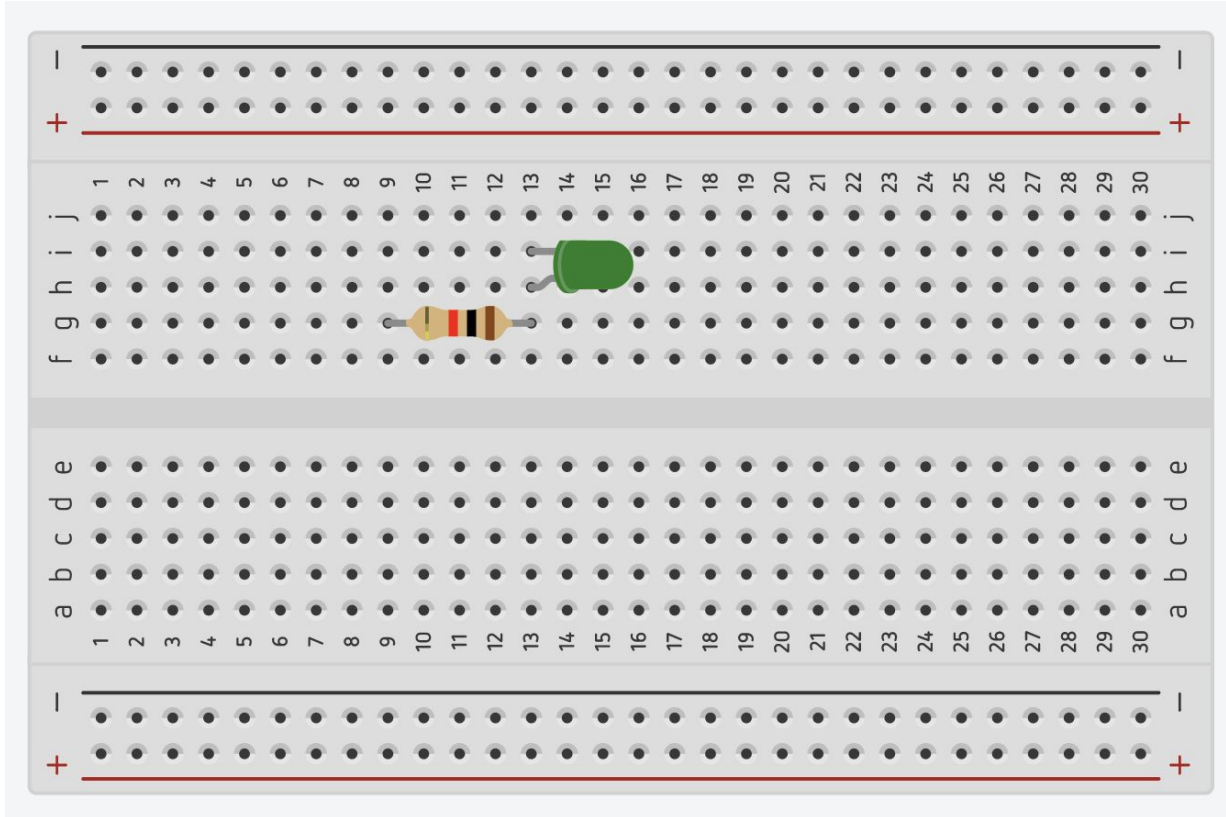 − −
+ +
1 2 3 4 5 6 7 8 9 10 11 12 13 14 15 16 17 18 19 20 21 22 23 24 25 26 27 28 29 30
j j
i i
h h
g g
f f
e e
d d
c c
b b
a a
1 2 3 4 5 6 7 8 9 10 11 12 13 14 15 16 17 18 19 20 21 22 23 24 25 26 27 28 29 30
− −
+ +